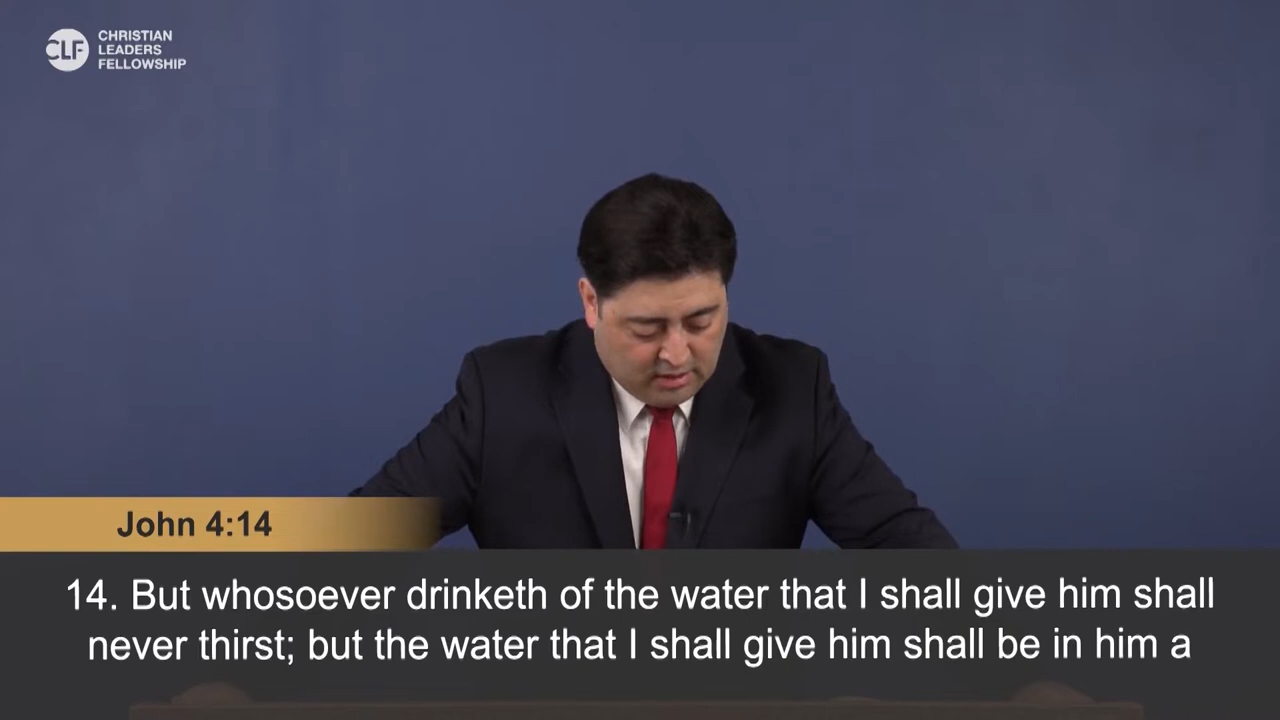 CLF
CHRISTIAN
LEADERS
FELLOWSHIP
John 4:14
14. But whosoever drinketh of the water that I shall give him shall
never thirst; but the water that I shall give him shall be in him a